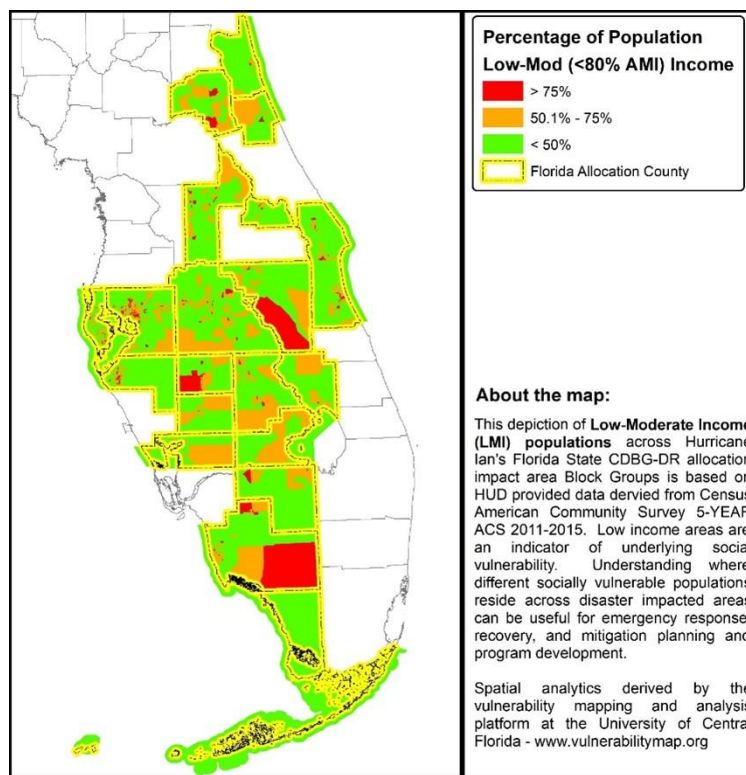 Percentage of Population
Low-Mod (<80% AMI) Income
> 75%
50.1% - 75%
< 50%
Florida Allocation County
About the map:
This depiction of Low-Moderate Income
(LMI) populations across Hurricane
Ian's Florida State CDBG-DR allocation
impact area Block Groups is based on
HUD provided data dervied from Census
American Community Survey 5-YEAR
ACS 2011-2015. Low income areas are
an indicator of underlying social
vulnerability. Understanding where
different socially vulnerable populations
reside across disaster impacted areas
can be useful for emergency response,
recovery, and mitigation planning and
program development.
Spatial analytics derived by the
vulnerability mapping and analysis
platform at the University of Central
Florida - www.vulnerabilitymap.org